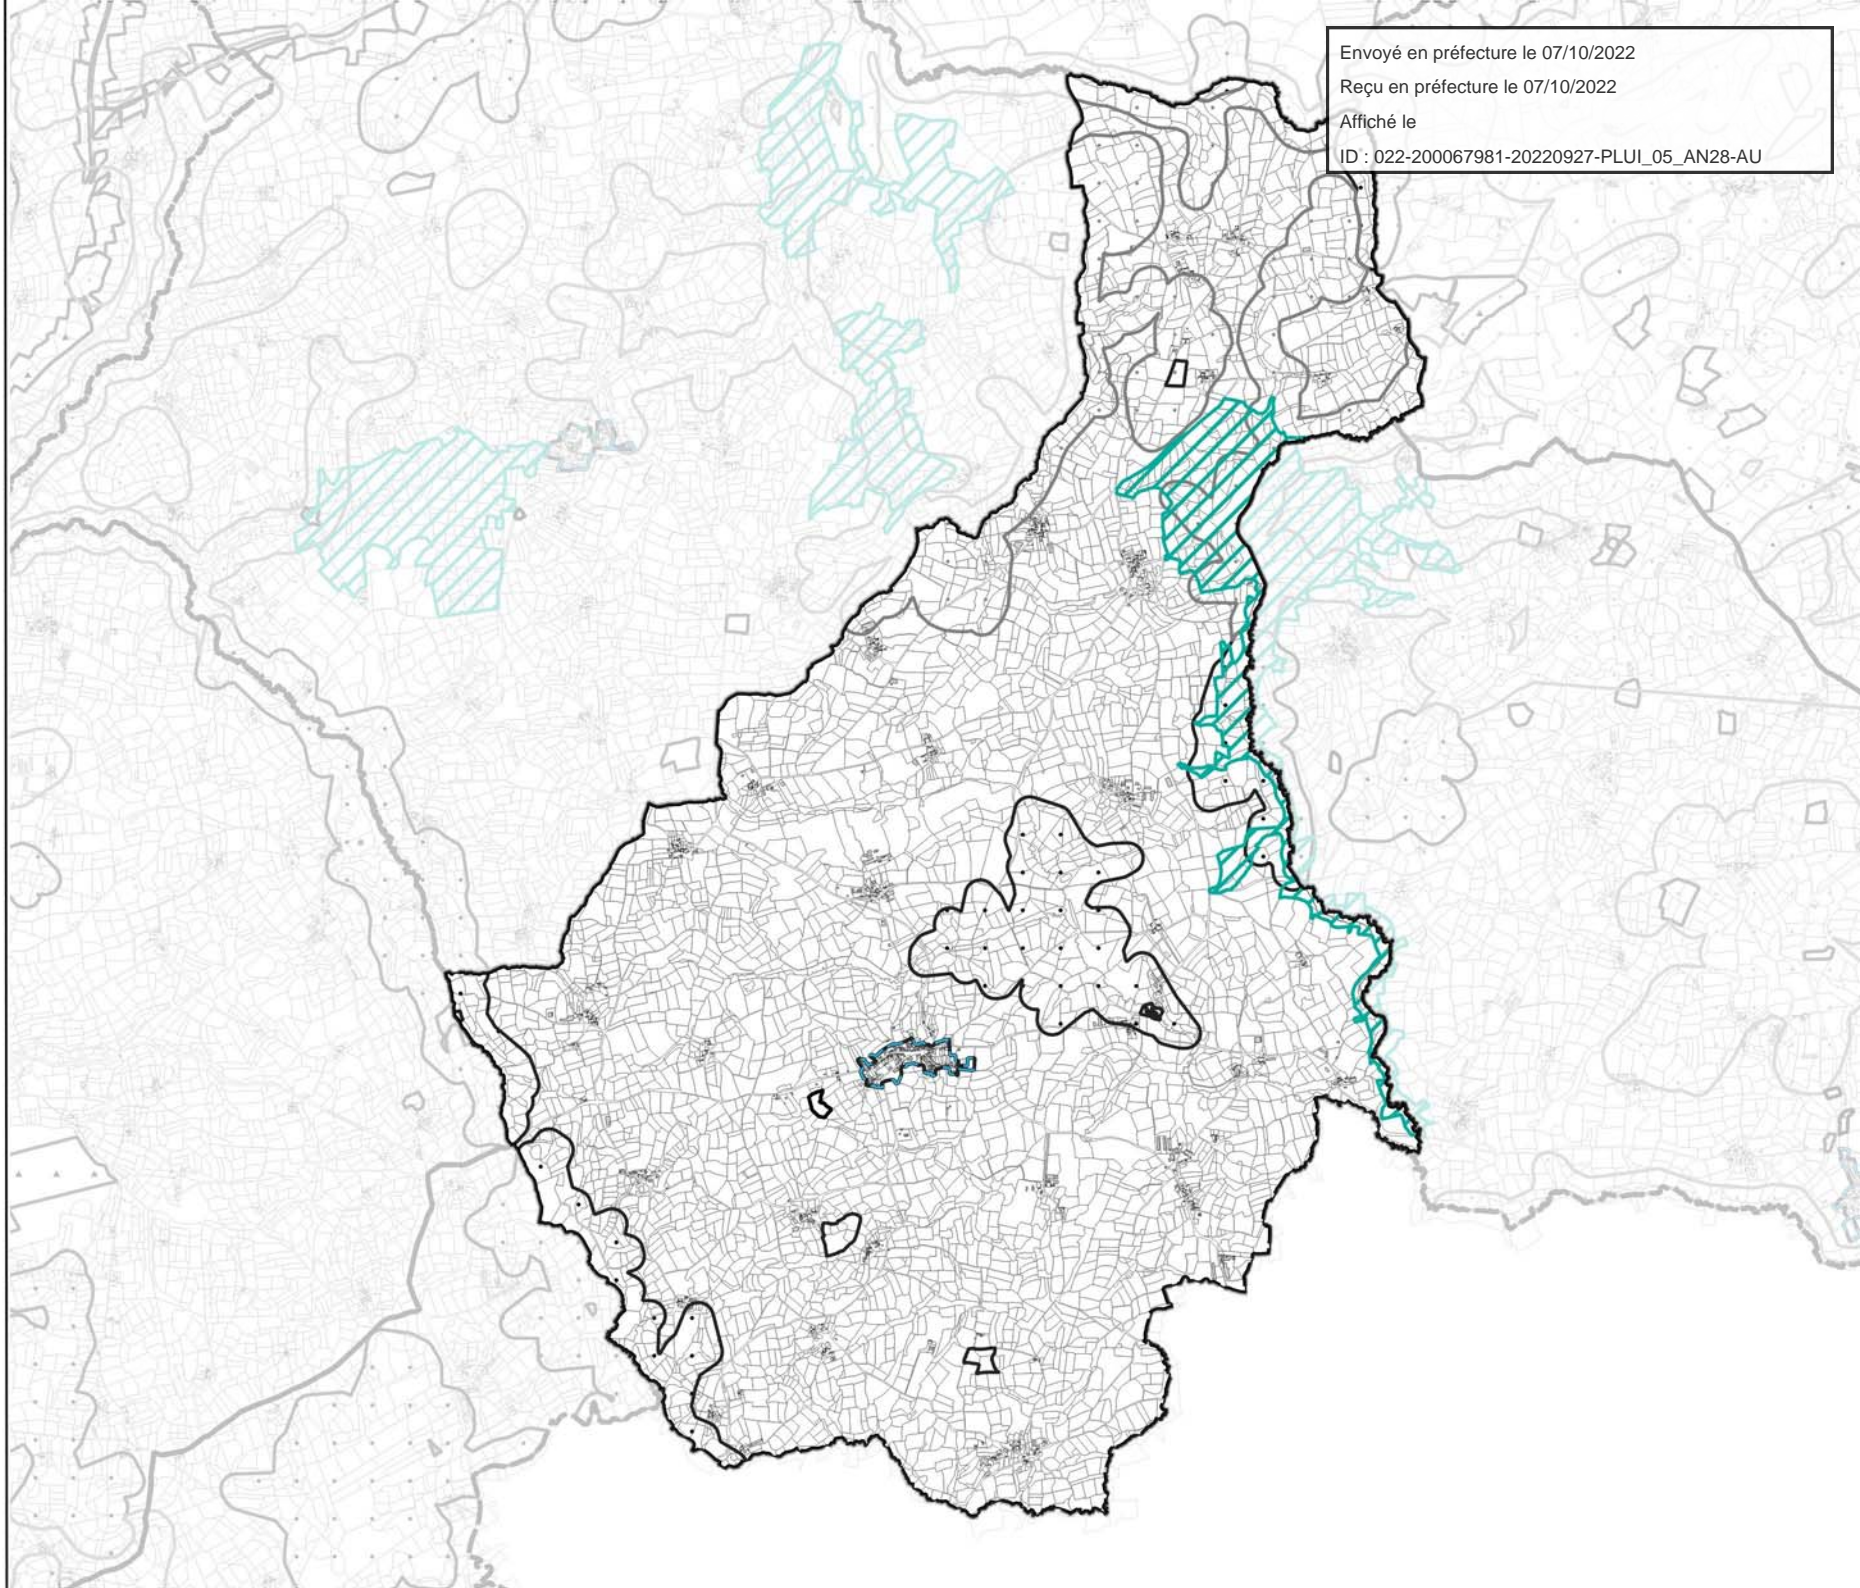 Envoyé en préfecture le 07/10/2022
Reçu en préfecture le 07/10/2022
Affiché le
ID : 022-200067981-20220927-PLUI_05_AN28-AU